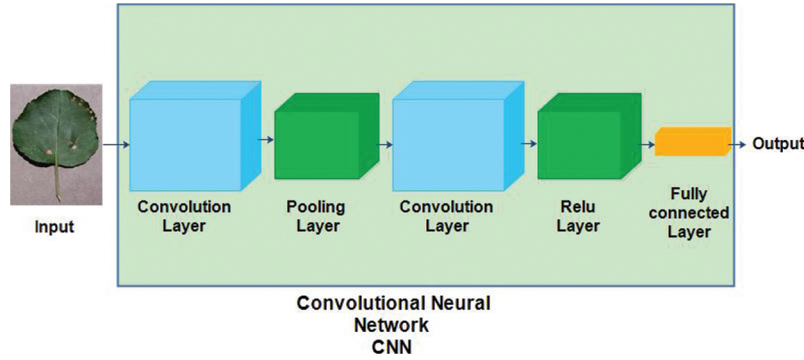 Input
Convolution
Layer
Pooling
Layer
Convolution
Layer
Relu
Layer
Fully
connected
Layer
Output
Convolutional Neural
Network
CNN